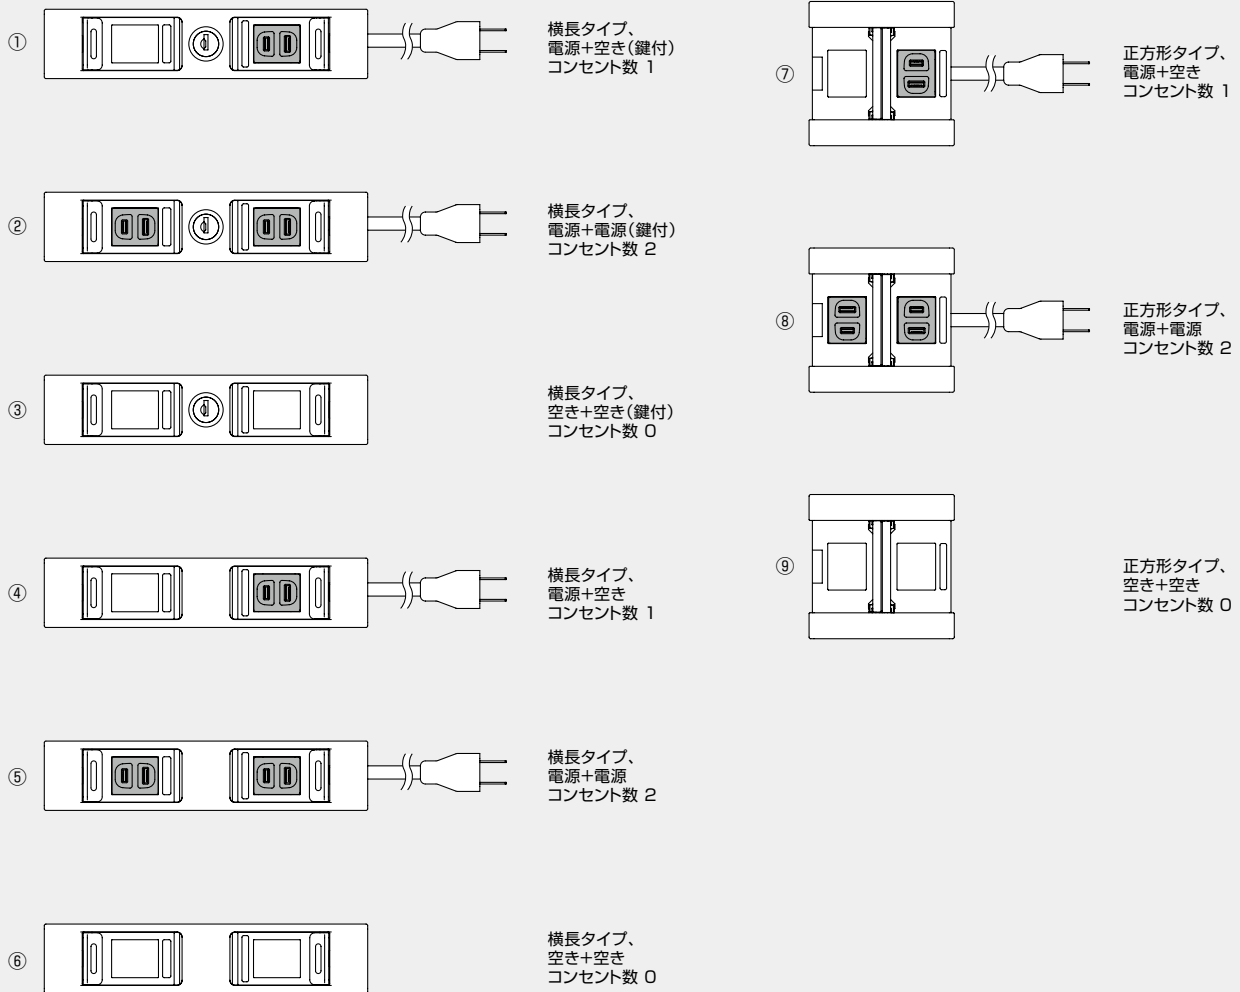 ①
横長タイプ、
電源+空き(鍵付)
コンセント数 1
②
横長タイプ、
電源+電源(鍵付)
コンセント数 2
③
横長タイプ、
空き+空き(鍵付)
コンセント数 0
④
横長タイプ、
電源+空き
コンセント数 1
⑤
横長タイプ、
電源+電源
コンセント数 2
⑥
横長タイプ、
空き+空き
コンセント数 0
⑦
正方形タイプ、
電源+空き
コンセント数 1
⑧
正方形タイプ、
電源+電源
コンセント数 2
⑨
正方形タイプ、
空き+空き
コンセント数 0